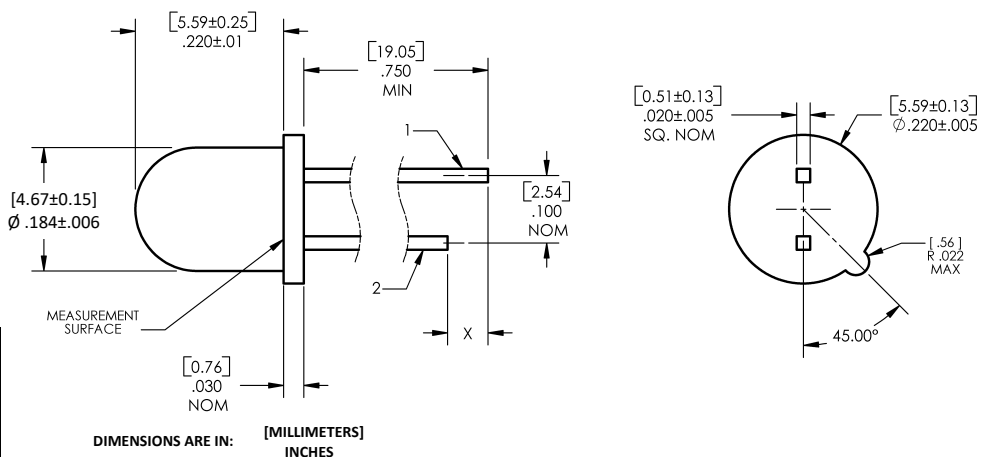 [5.59±0.25]
.220±.01
[19.05]
.750
MIN
1
[0.51±0.13]
.020±.005
SQ. NOM
[5.59±0.13]
∅.220±.005
[4.67±0.15]
Ø .184±.006
[2.54]
.100
NOM
[.56]
R .022
MAX
2
MEASUREMENT
SURFACE
X
45.00°
[0.76]
.030
NOM
DIMENSIONS ARE IN:
[MILLIMETERS]
INCHES